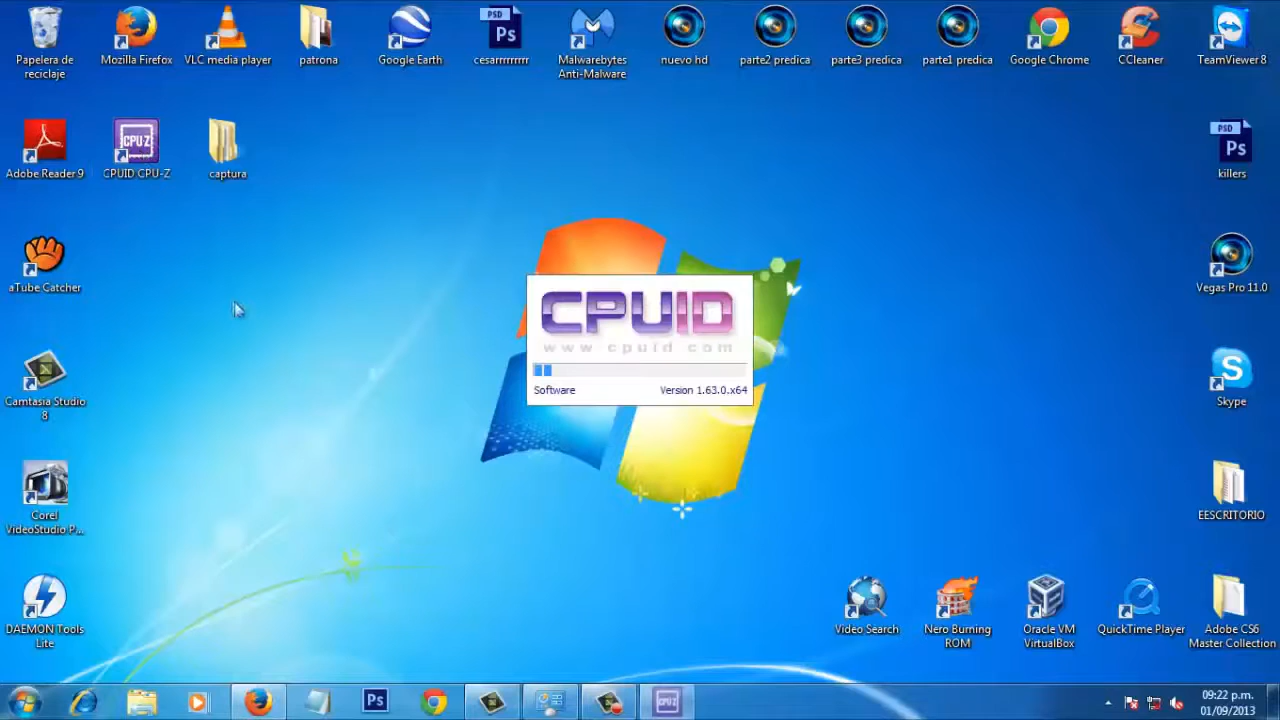 Papelera de
reciclaje
Mozilla Firefox
VLC media player
patrona
Google Earth
PSD
Ps
cesarrrrrrr
Malwarebytes
Anti-Malware
nuevo hd
parte2 predica
parte3 predica
parte1 predica
Google Chrome
CCleaner
TeamViewer 8
Adobe Reader 9
CPU-Z
CPUID CPU-Z
captura
PSD
Ps
killers
aTube Catcher
Vegas Pro 11.0
CPUID
www cpuid com
Software
Version 1.63.0.x64
Camtasia Studio
8
S
Skype
Corel
VideoStudio P...
EESCRITORIO
DAEMON Tools
Lite
Video Search
Nero Burning
ROM
Oracle VM
VirtualBox
QuickTime Player
Adobe CS6
Master Collection
Ps
CPU-Z
09:22 p.m.
01/09/2013